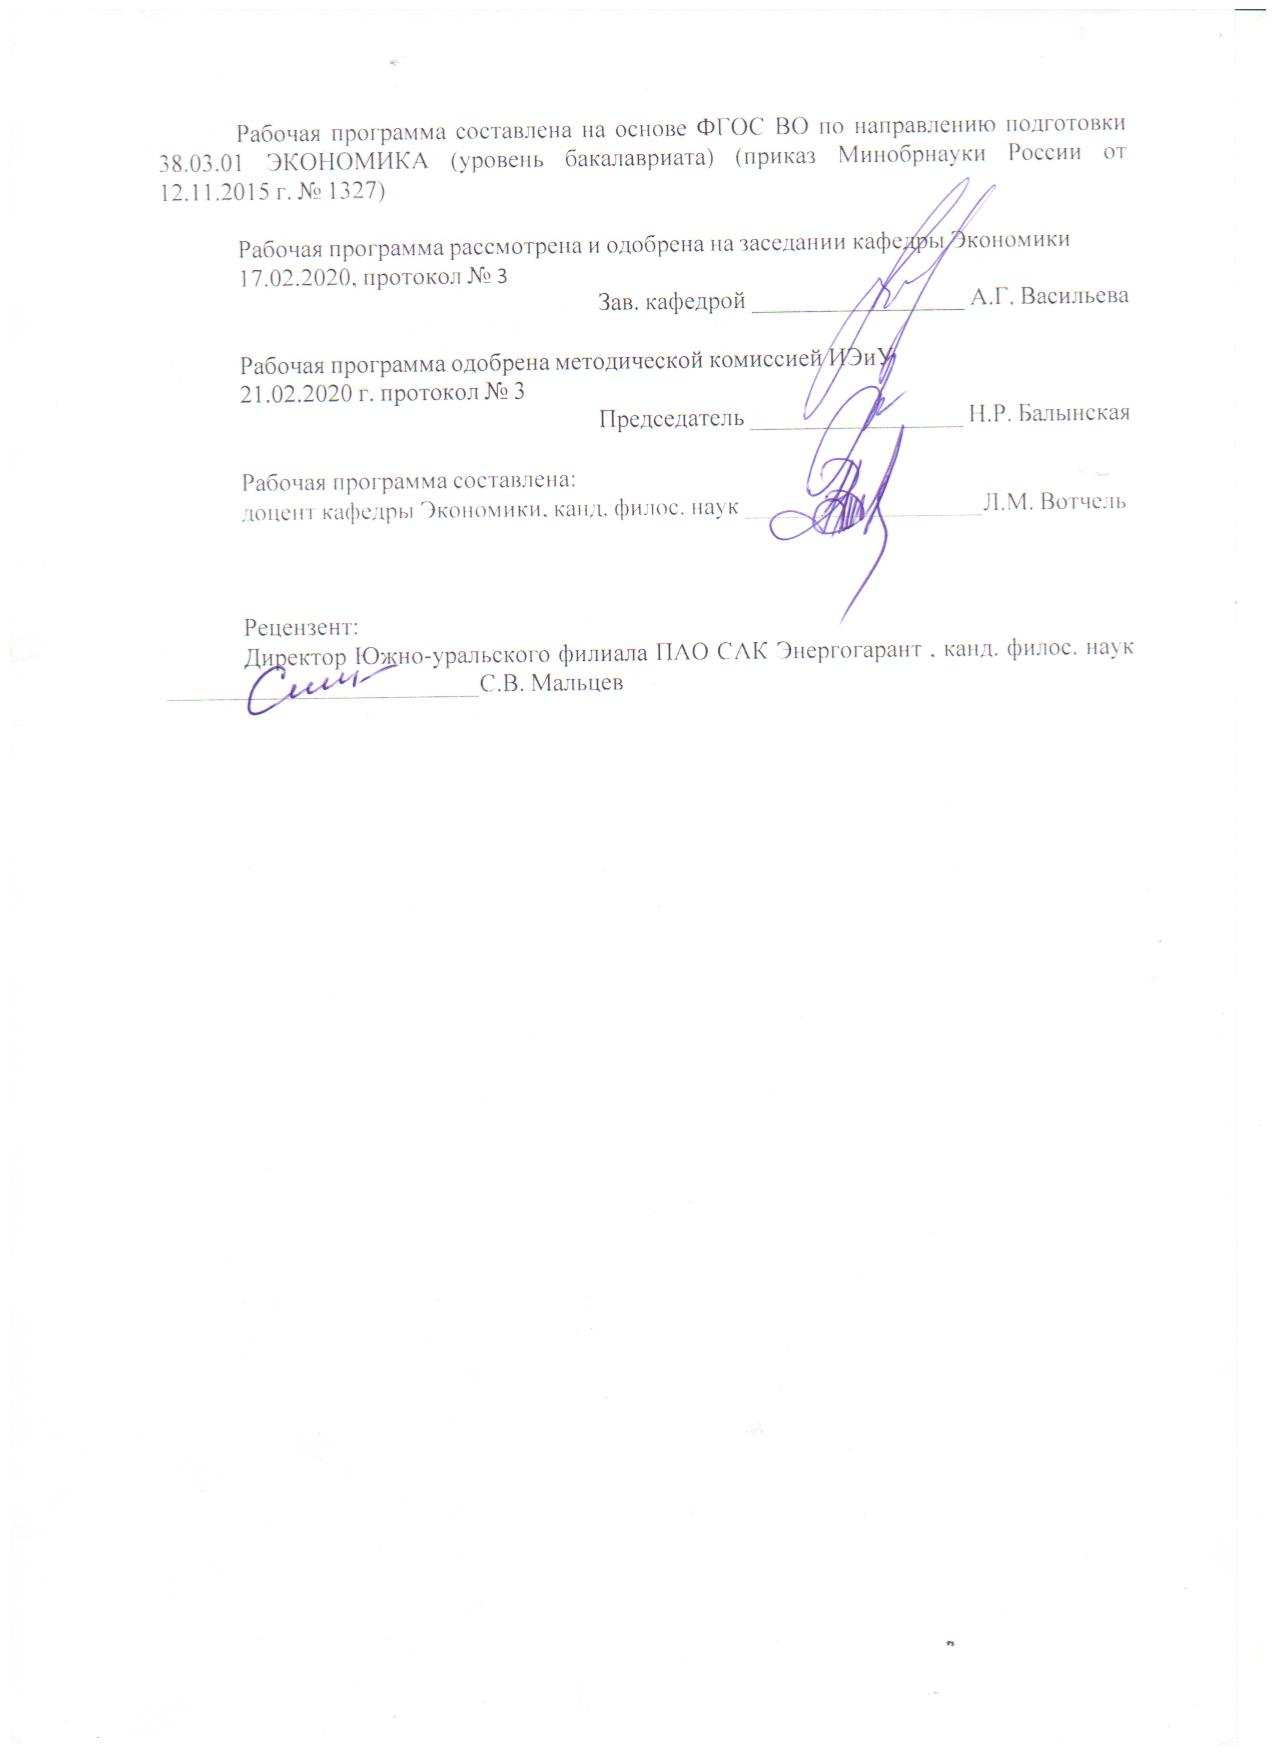 Рабочая программа составлена на основе ФГОС ВО по направлению подготовки
38.03.01 ЭКОНОМИКА (уровень бакалавриата) (приказ Минобрнауки России от
12.11.2015 г. № 1327)
Рабочая программа рассмотрена и одобрена на заседании кафедры Экономики
17.02.2020, протокол № 3
Зав. кафедрой _________________ А.Г. Васильева
Рабочая программа одобрена методической комиссией ИЭиУ
21.02.2020 г. протокол № 3
Председатель _________________ Н.Р. Балынская
Рабочая программа составлена:
доцент кафедры Экономики, канд. филос. наук ___________________Л.М. Вотчель
Рецензент:
Директор Южно-уральского филиала ПАО САК Энергогарант , канд. филос. наук
_________________________С.В. Мальцев